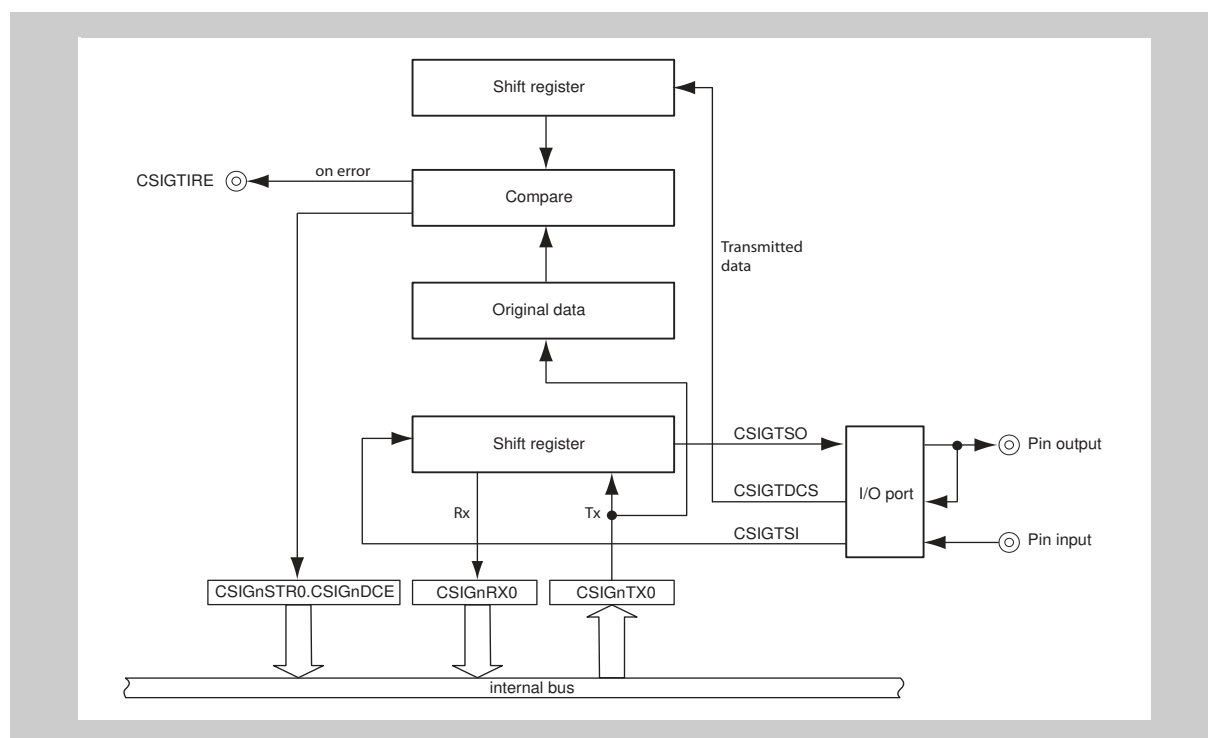 Shift register
CSIGTIRE
on error
Compare
Transmitted
data
Original data
Shift register
CSIGTSO
Pin output
CSIGTDCS
I/O port
Rx
Tx
CSIGTSI
Pin input
CSIGnSTR0.CSIGnDCE
CSIGnRX0
CSIGnTX0
internal bus